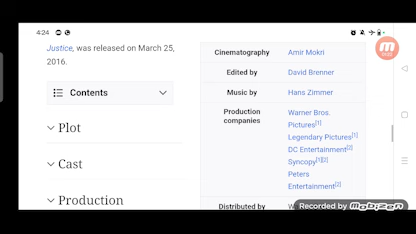 4:24
Justice, was released on March 25,
2016.
Contents
Plot
Cast
Production
Cinematography Amir Mokri
Edited by David Brenner
Music by Hans Zimmer
Production companies Warner Bros.
Pictures[1]
Legendary Pictures[1]
DC Entertainment[2]
Syncopy[1][2]
Peters
Entertainment[2]
Distributed by W
Recorded by Mobizen